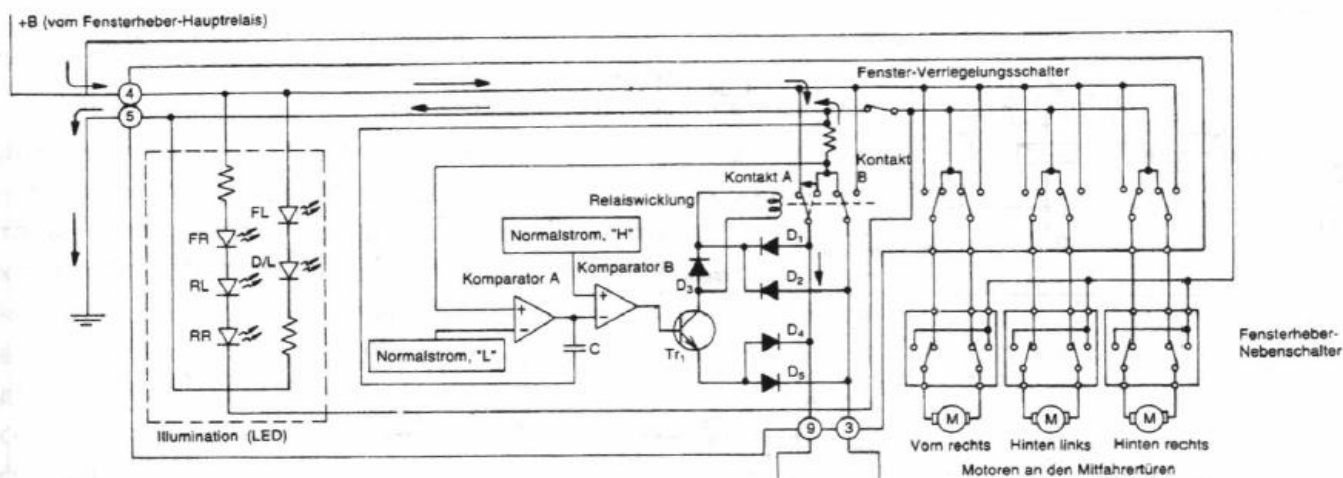 +B (vom Fensterheber-Hauptrelais)
Fenster-Verriegelungsschalter
4
5
Kontakt A
Kontakt
B
Relaiswicklung
FL
FR
D/L
RL
RR
Normalstrom, "H"
Komparator A
Komparator B
D1
D2
D3
D4
D5
+
-
+
-
Normalstrom, "L"
C
Tr1
Illumination (LED)
9
3
Fensterheber-
Nebenschalter
M
M
M
Vorn rechts
Hinten links
Hinten rechts
Motoren an den Mitfahrertüren